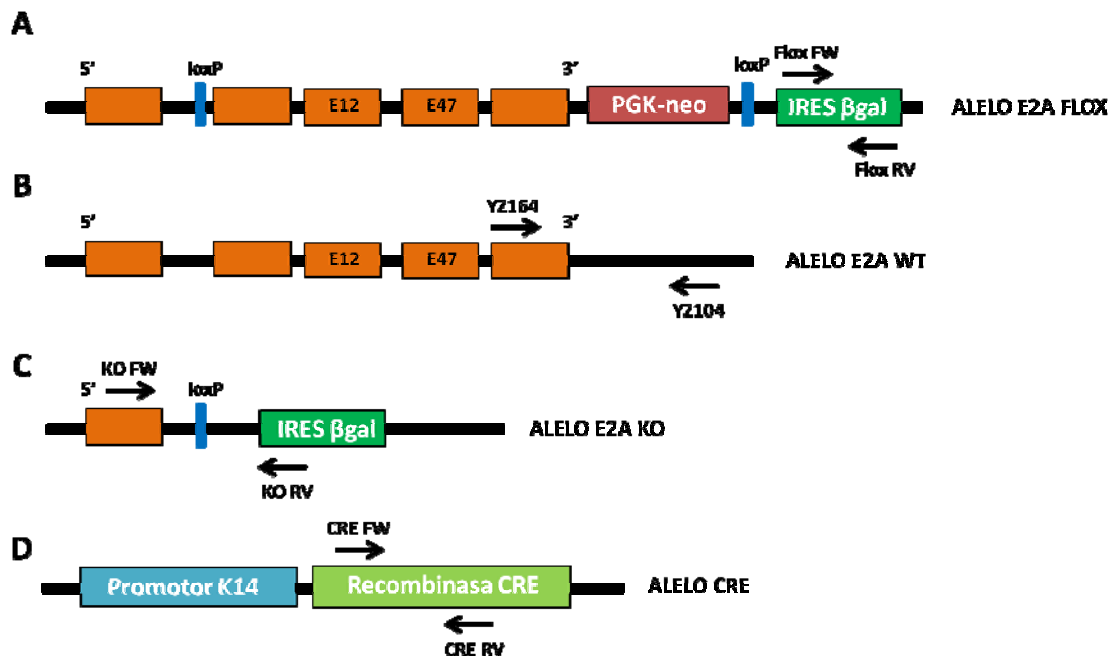 A
5'
loxP
3'
loxP
Flox FW
E12
E47
PGK-neo
IRES βgal
ALELO E2A FLOX
Flox RV
B
5'
YZ164
3'
E12
E47
ALELO E2A WT
YZ104
C
KO FW
5'
loxP
IRES βgal
ALELO E2A KO
KO RV
D
CRE FW
Promotor K14
Recombinasa CRE
ALELO CRE
CRE RV